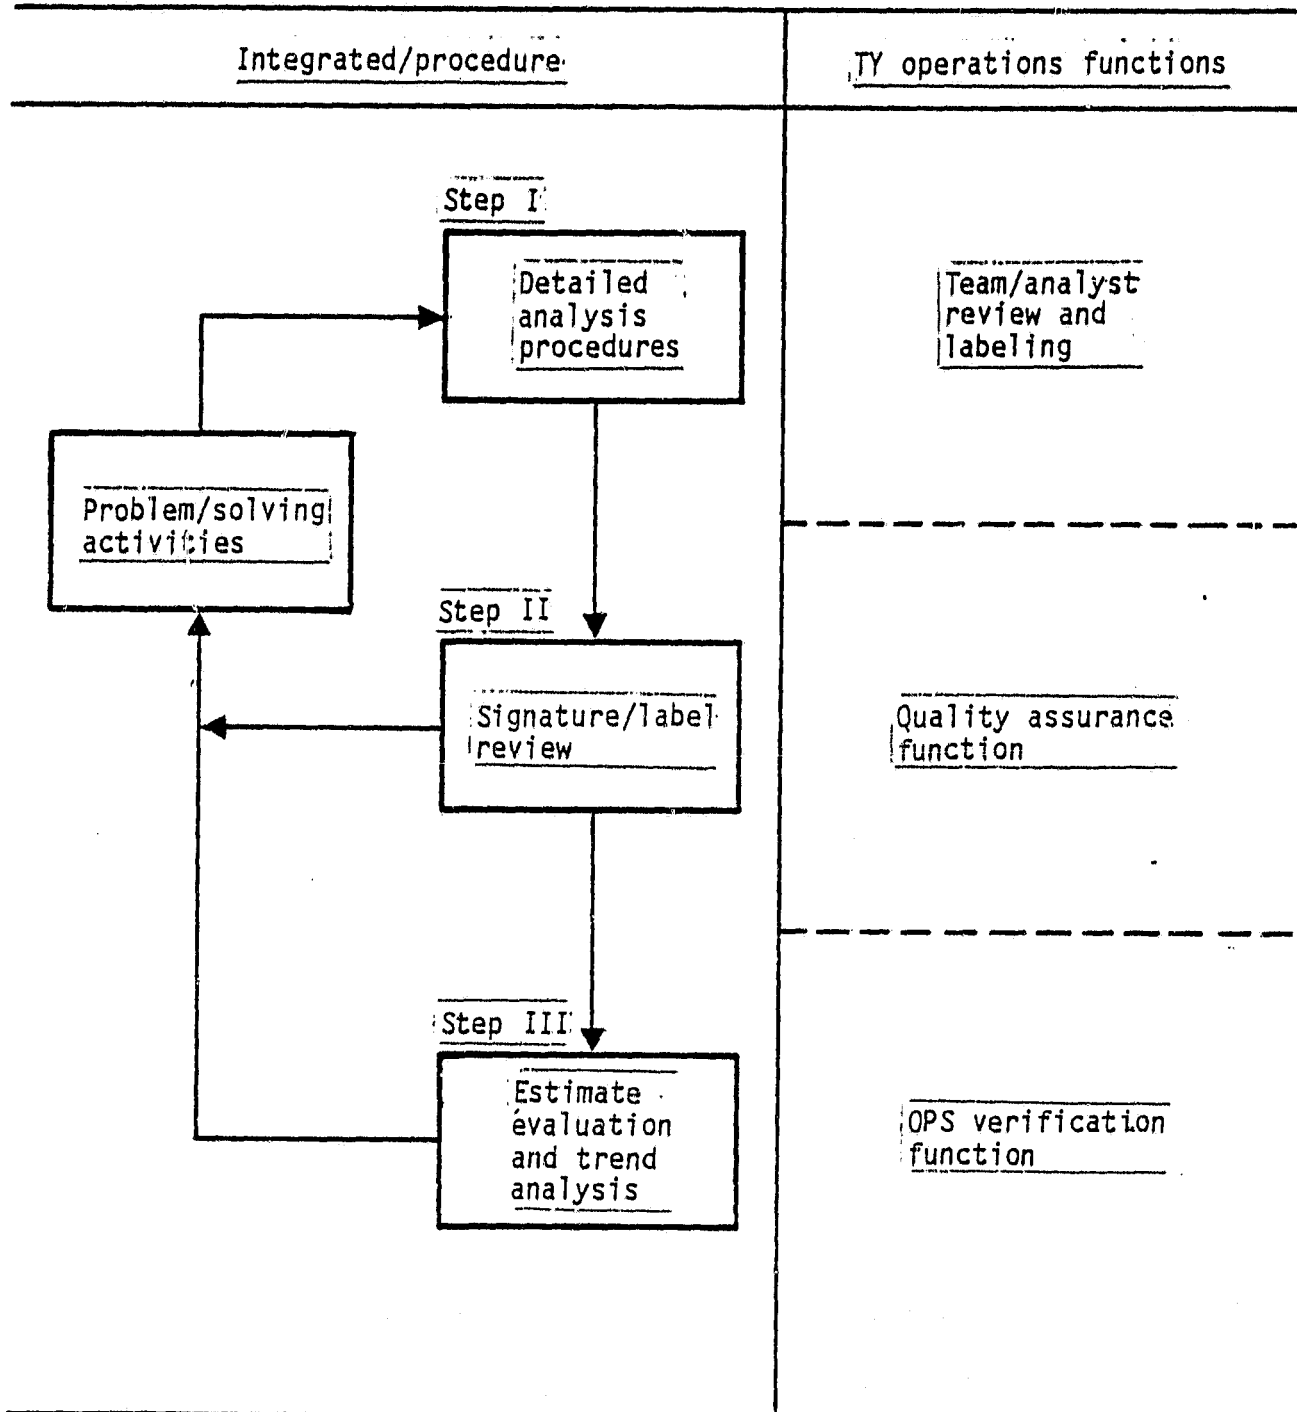 Integrated/procedure
TY operations functions
Step I
Detailed
analysis
procedures
Team/analyst
review and
labeling
Problem/solving
activities
Step II
Signature/label
review
Quality assurance
function
Step III
Estimate
evaluation
and trend
analysis
OPS verification
function